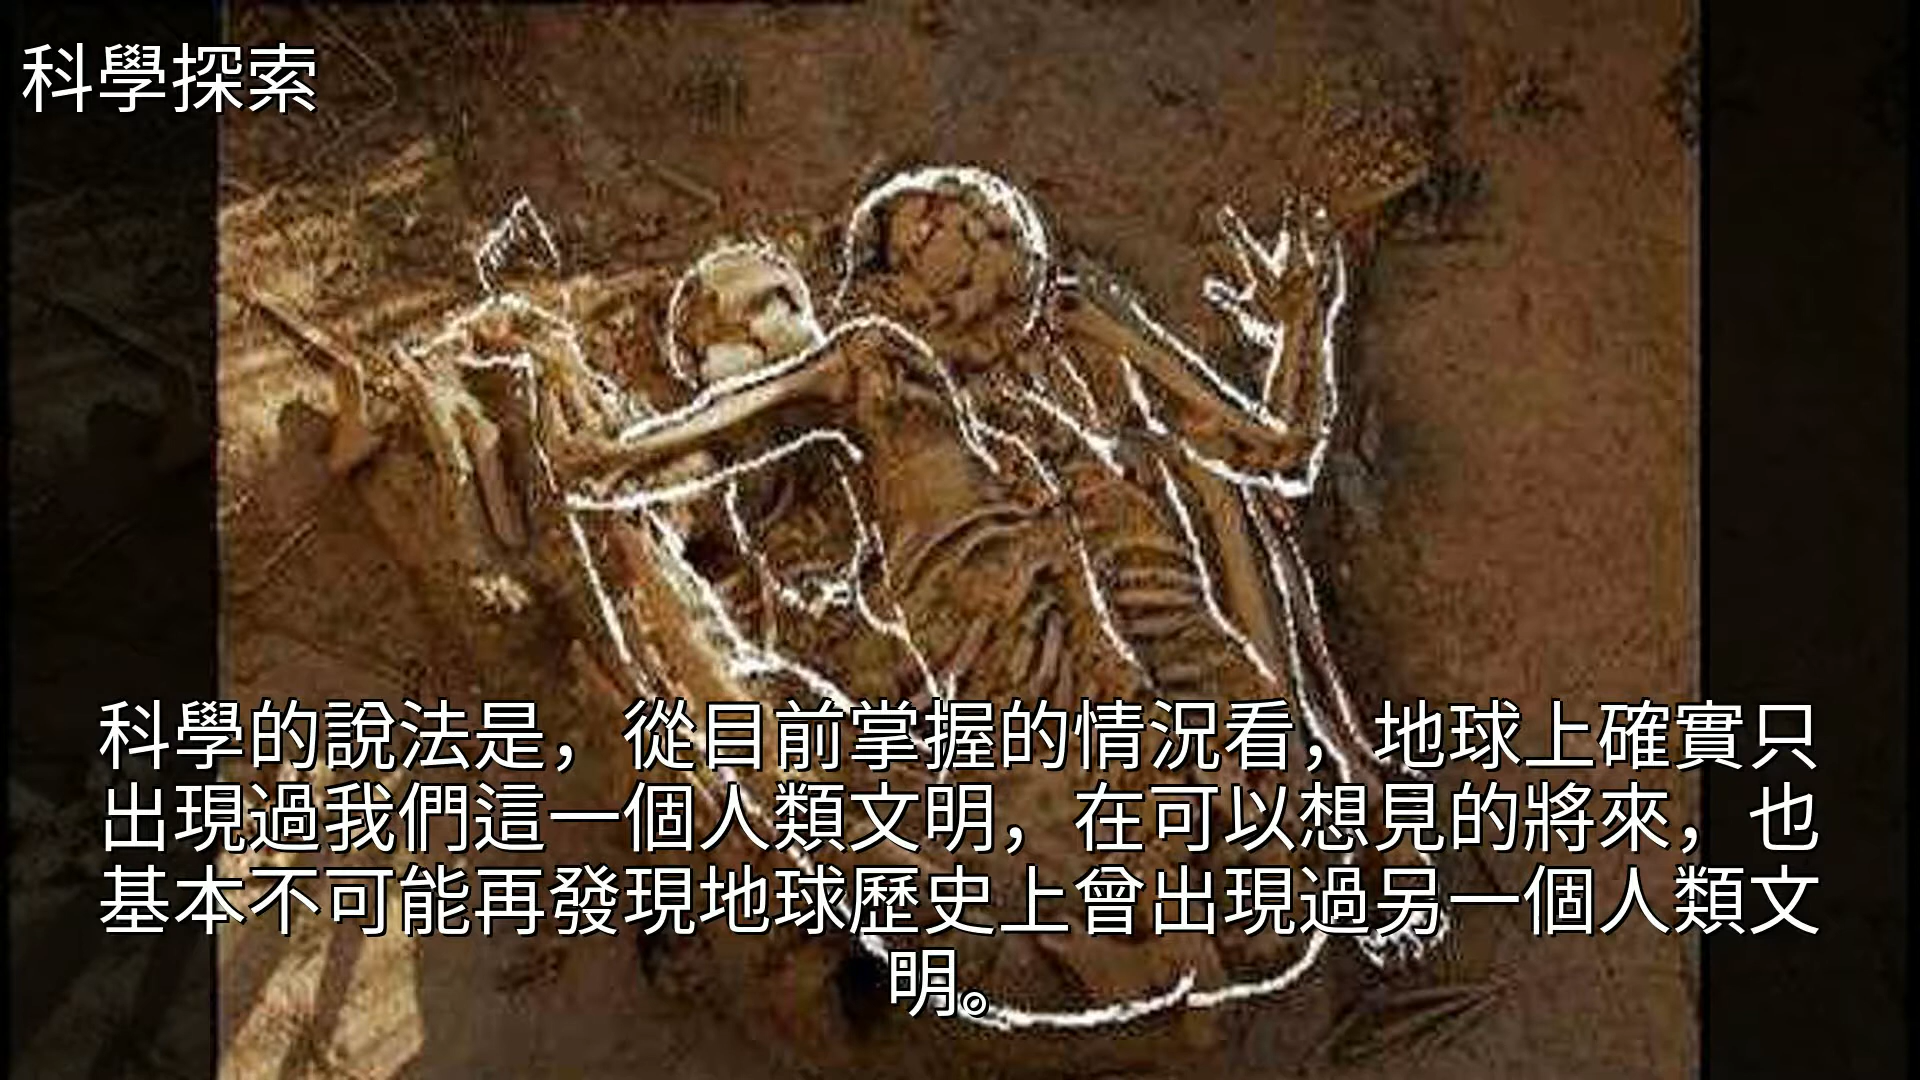 科學探索
科學的說法是，從目前掌握的情況看，地球上確實只
出現過我們這一個人類文明，在可以想見的將來，也
基本不可能再發現地球歷史上曾出現過另一個人類文
明。